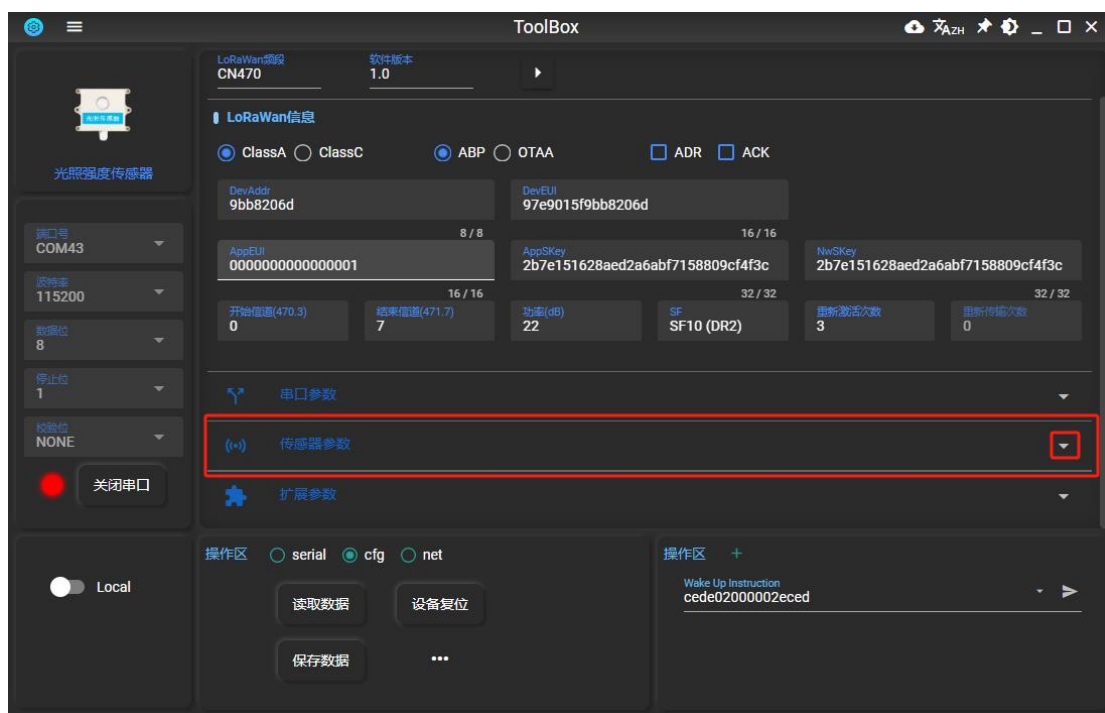 ToolBox
ZH
光照强度传感器
端口号
COM43
波特率
115200
数据位
8
停止位
1
校验位
NONE
关闭串口
Local
LoRaWan频段
CN470
软件版本
1.0
LoRaWan信息
ClassA ClassC ABP OTAA ADR ACK
DevAddr
9bb8206d
8 / 8
DevEUI
97e9015f9bb8206d
16 / 16
AppEUI
0000000000000001
16 / 16
AppSKey
2b7e151628aed2a6abf7158809cf4f3c
32 / 32
NwSKey
2b7e151628aed2a6abf7158809cf4f3c
32 / 32
开始信道(470.3)
0
结束信道(471.7)
7
功率(dB)
22
SF
SF10 (DR2)
重新激活次数
3
重新传输次数
0
串口参数
传感器参数
扩展参数
操作区 serial cfg net
读取数据 设备复位
保存数据 •••
操作区 +
Wake Up Instruction
cede02000002eced